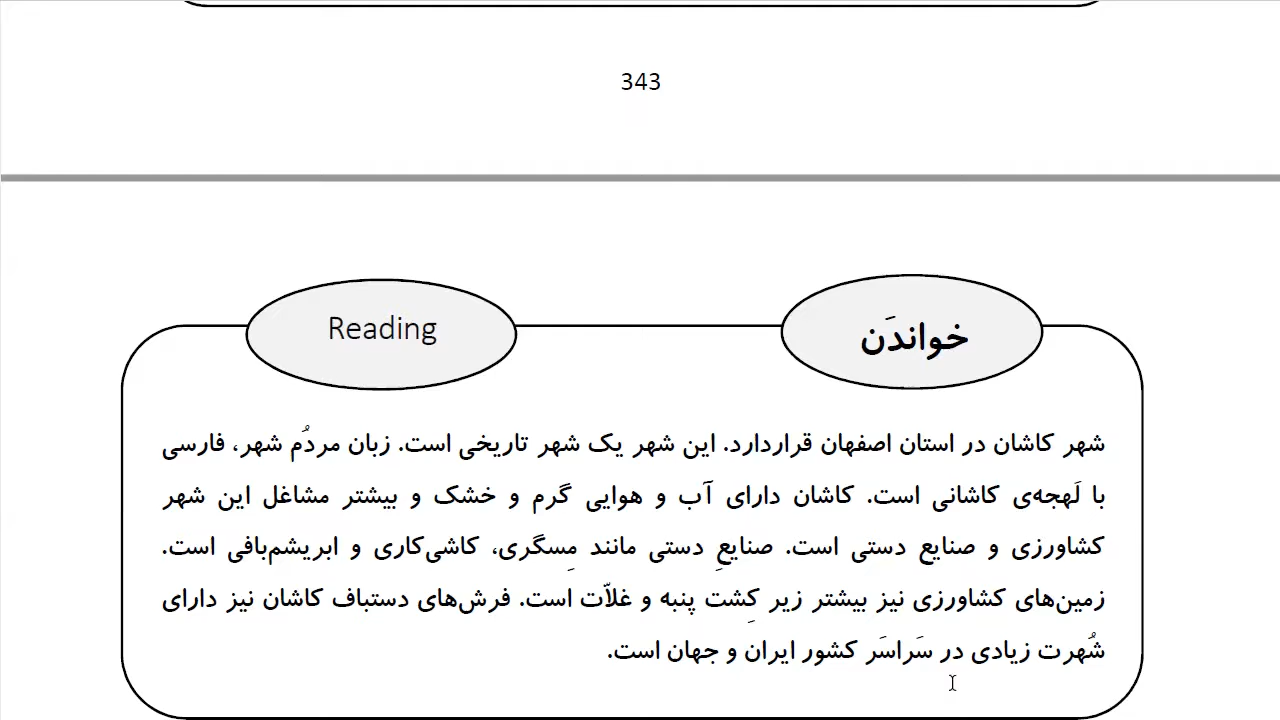 343
خواندَن
Reading
شهر کاشان در استان اصفهان قراردارد. این شهر یک شهر تاریخی است. زبان مردُم شهر، فارسی
با لَهجه‌ی کاشانی است. کاشان دارای آب و هوایی گرم و خشک و بیشتر مشاغل این شهر
کشاورزی و صنایع دستی است. صنایعِ دستی مانند مِسگری، کاشی‌کاری و ابریشم‌بافی است.
زمین‌های کشاورزی نیز بیشتر زیر کِشت پنبه و غلاّت است. فرش‌های دستباف کاشان نیز دارای
شُهرت زیادی در سَراسَر کشور ایران و جهان است.